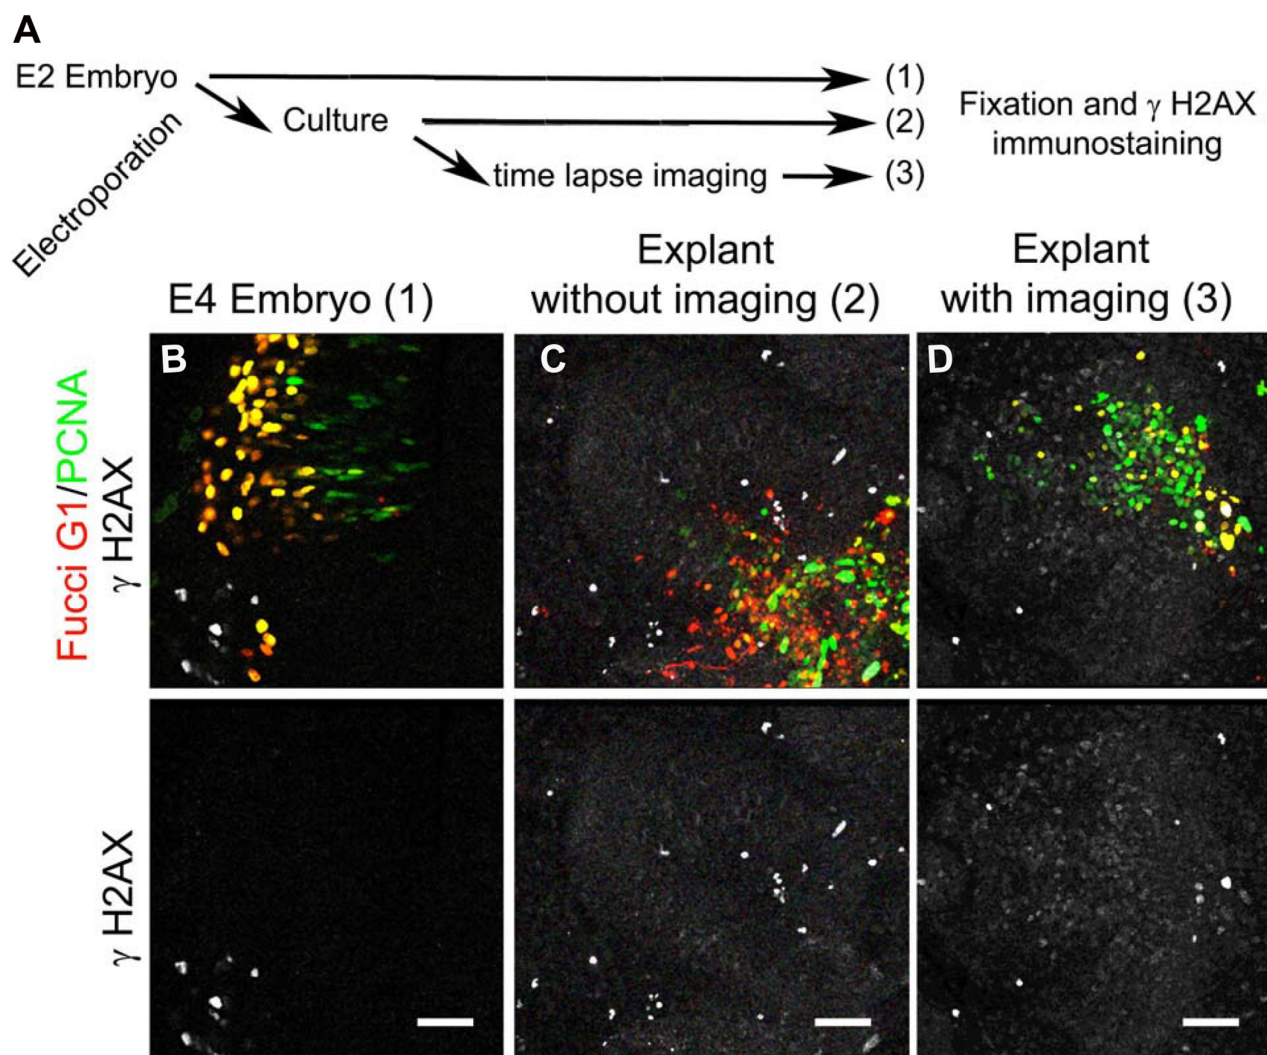 A
E2 Embryo
(1)
Culture
(2)
Fixation and γ H2AX
immunostaining
time lapse imaging
(3)
Electroporation
E4 Embryo (1)
Explant
without imaging (2)
Explant
with imaging (3)
Fucci G1/PCNA
γ H2AX
B
C
D
γ H2AX